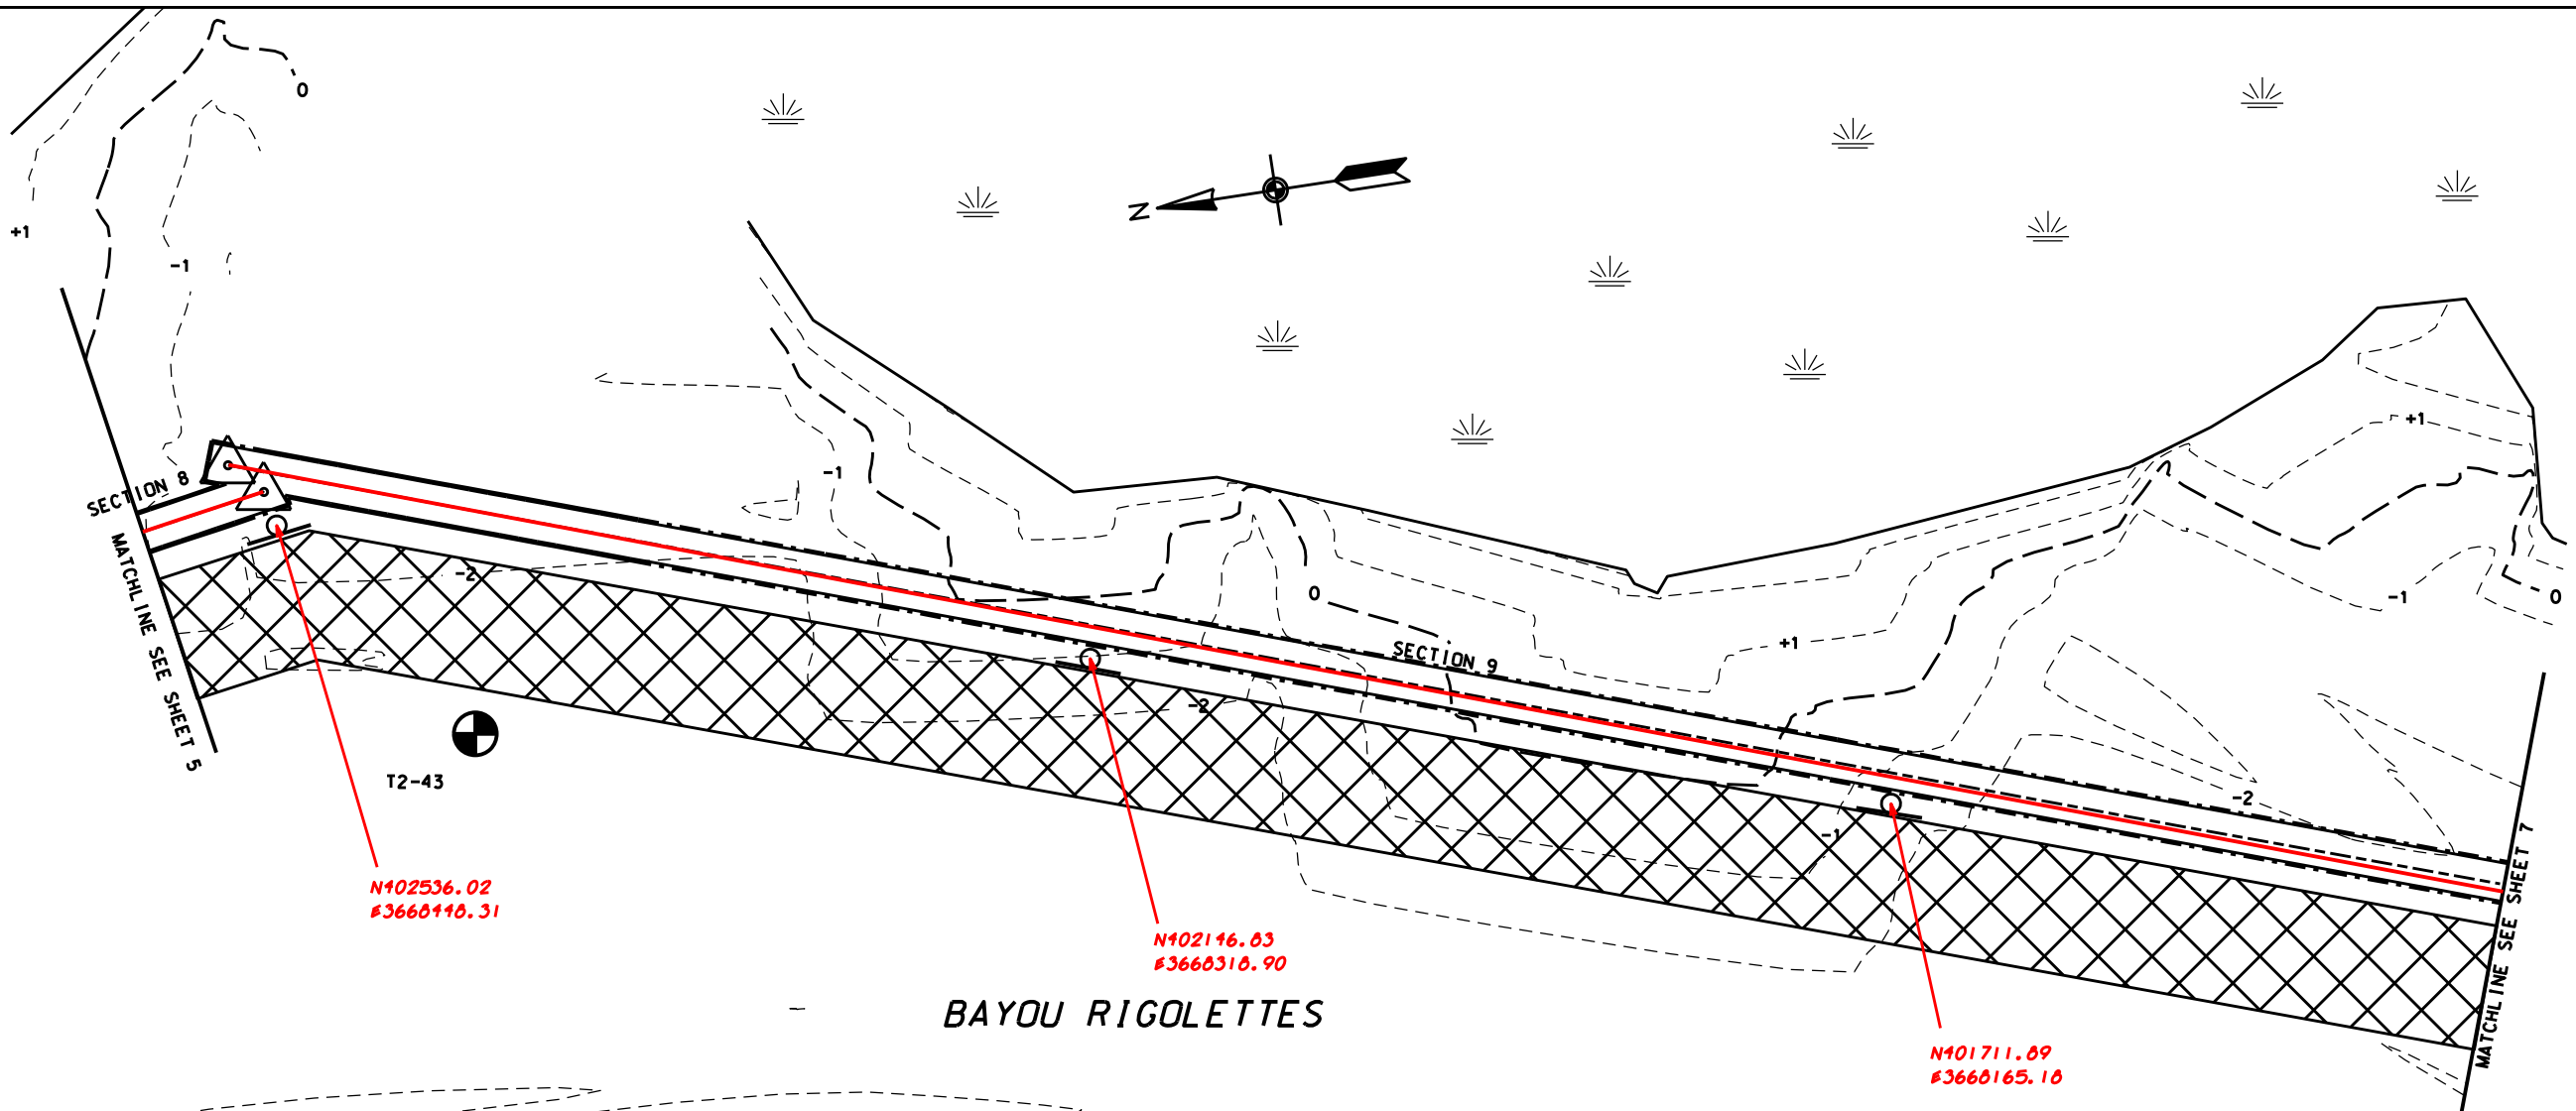 0
+1
-1
N
SECTION 8
MATCHLINE SEE SHEET 5
-2
-1
T2-43
N402536.02
E3668448.31
0
-2
SECTION 9
+1
+1
-1
0
-2
-1
N402146.83
E3668318.90
BAYOU RIGOLETTES
N401711.89
E3668165.18
MATCHLINE SEE SHEET 7